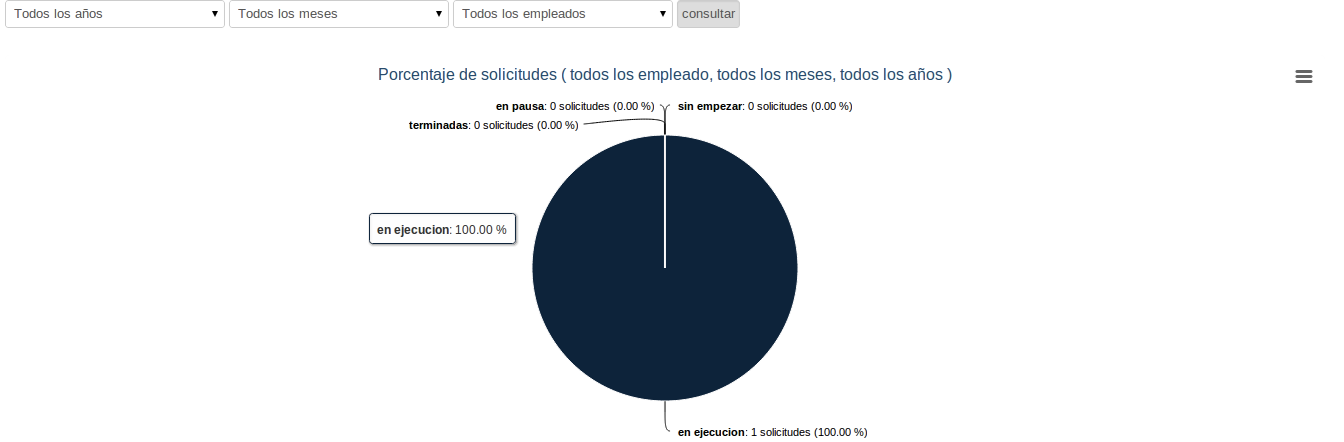 Todos los años
Todos los meses
Todos los empleados
consultar
Porcentaje de solicitudes ( todos los empleado, todos los meses, todos los años )
en pausa: 0 solicitudes (0.00 %)
sin empezar: 0 solicitudes (0.00 %)
terminadas: 0 solicitudes (0.00 %)
en ejecucion: 100.00 %
en ejecucion: 1 solicitudes (100.00 %)